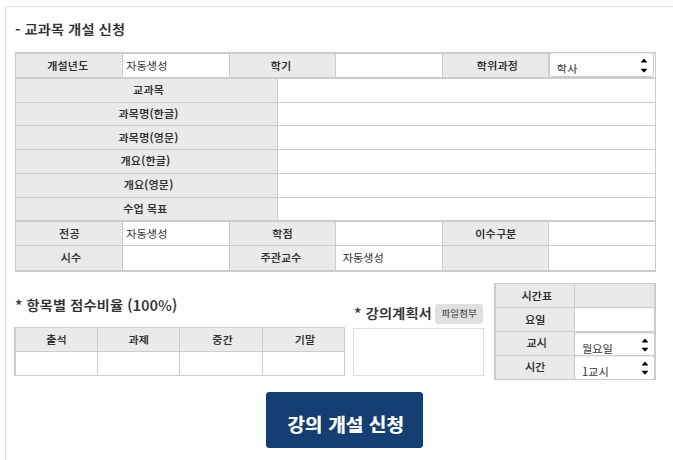 - 교과목 개설 신청
개설년도 자동생성 학기 학위과정 학사
교과목
과목명(한글)
과목명(영문)
개요(한글)
개요(영문)
수업 목표
전공 자동생성 학점 이수구분
시수 주관교수 자동생성
* 항목별 점수비율 (100%)
출석 과제 중간 기말
* 강의계획서 파일첨부
시간표
요일
교시 월요일
시간 1교시
강의 개설 신청